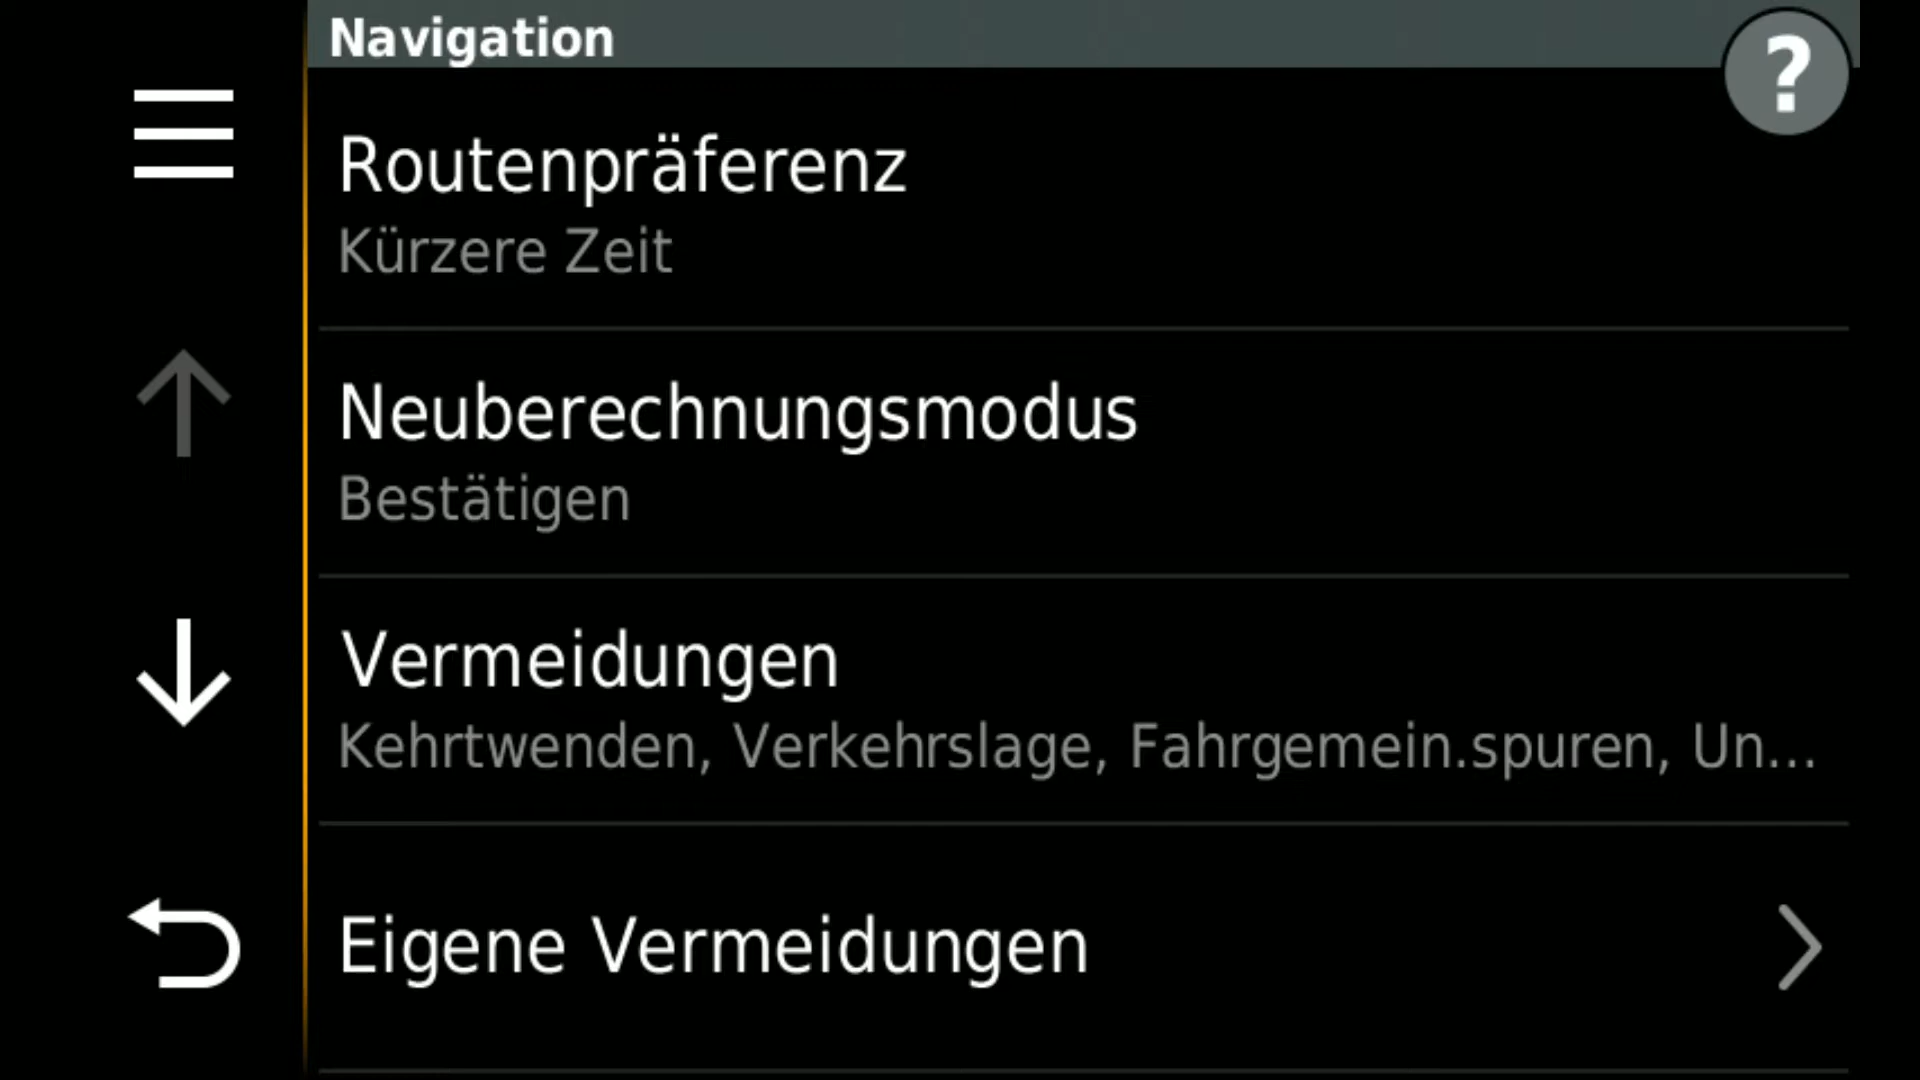 Navigation
?
Routenpräferenz
Kürzere Zeit
Neuberechnungsmodus
Bestätigen
Vermeidungen
Kehrtwenden, Verkehrslage, Fahrgemein.spuren, Un...
Eigene Vermeidungen